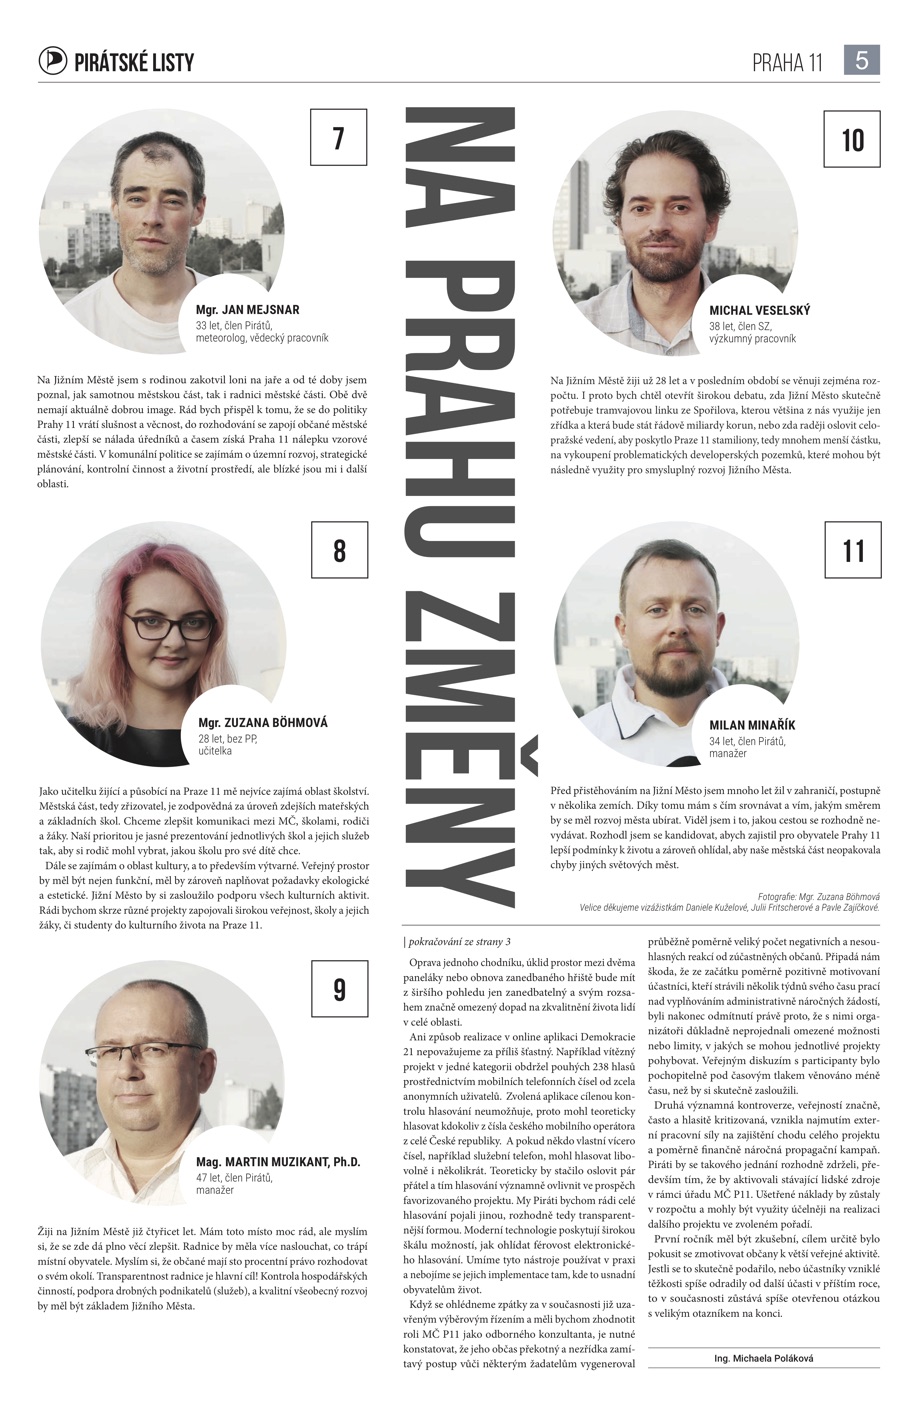 PIRÁTSKÉ LISTY
PRAHA 11
5
7
Mgr. JAN MEJSNAR
33 let, člen Pirátů,
meteorolog, vědecký pracovník
Na Jižním Městě jsem s rodinou zakotvil loni na jaře a od té doby jsem
poznal, jak samotnou městskou část, tak i radnici městské části. Obě dvě
nemají aktuálně dobrou image. Rád bych přispěl k tomu, že se do politiky
Prahy 11 vrátí slušnost a věcnost, do rozhodování se zapojí občané městské
části, zlepší se nálada úředníků a časem získá Praha 11 nálepku vzorové
městské části. V komunální politice se zajímám o územní rozvoj, strategické
plánování, kontrolní činnost a životní prostředí, ale blízké jsou mi i další
oblasti.
8
Mgr. ZUZANA BÖHMOVÁ
28 let, bez PP,
učitelka
Jako učitelku žijící a působící na Praze 11 mě nejvíce zajímá oblast školství.
Městská část, tedy zřizovatel, je zodpovědná za úroveň zdejších mateřských
a základních škol. Chceme zlepšit komunikaci mezi MČ, školami, rodiči
a žáky. Naší prioritou je jasné prezentování jednotlivých škol a jejich služeb
tak, aby si rodič mohl vybrat, jakou školu pro své dítě chce.
Dále se zajímám o oblast kultury, a to především výtvarné. Veřejný prostor
by měl být nejen funkční, měl by zároveň naplňovat požadavky ekologické
a estetické. Jižní Město by si zasloužilo podporu všech kulturních aktivit.
Rádi bychom skrze různé projekty zapojovali širokou veřejnost, školy a jejich
žáky, či studenty do kulturního života na Praze 11.
9
Mag. MARTIN MUZIKANT, Ph.D.
47 let, člen Pirátů,
manažer
Žiji na Jižním Městě již čtyřicet let. Mám toto místo moc rád, ale myslím
si, že se zde dá plno věcí zlepšit. Radnice by měla více naslouchat, co trápí
místní obyvatele. Myslím si, že občané mají sto procentní právo rozhodovat
o svém okolí. Transparentnost radnice je hlavní cíl! Kontrola hospodářských
činností, podpora drobných podnikatelů (služeb), a kvalitní všeobecný rozvoj
by měl být základem Jižního Města.
NA PRAHU ZMĚNY
10
MICHAL VESELSKÝ
38 let, člen SZ,
výzkumný pracovník
Na Jižním Městě žiji už 28 let a v posledním období se věnuji zejména roz-
počtu. I proto bych chtěl otevřít širokou debatu, zda Jižní Město skutečně
potřebuje tramvajovou linku ze Spořilova, kterou většina z nás využije jen
zřídka a která bude stát řádově miliardy korun, nebo zda raději oslovit celo-
pražské vedení, aby poskytlo Praze 11 stamiliony, tedy mnohem menší částku,
na vykoupení problematických developerských pozemků, které mohou být
následně využity pro smysluplný rozvoj Jižního Města.
11
MILAN MINAŘÍK
34 let, člen Pirátů,
manažer
Před přistěhováním na Jižní Město jsem mnoho let žil v zahraničí, postupně
v několika zemích. Díky tomu mám s čím srovnávat a vím, jakým směrem
by se měl rozvoj města ubírat. Viděl jsem i to, jakou cestou se rozhodně ne-
vydávat. Rozhodl jsem se kandidovat, abych zajistil pro obyvatele Prahy 11
lepší podmínky k životu a zároveň ohlídal, aby naše městská část neopakovala
chyby jiných světových měst.
Fotografie: Mgr. Zuzana Böhmová
Velice děkujeme vizážistkám Daniele Kuželové, Julii Fritscherové a Pavle Zajíčkové.
| pokračování ze strany 3
Oprava jednoho chodníku, úklid prostor mezi dvěma
paneláky nebo obnova zanedbaného hřiště bude mít
z širšího pohledu jen zanedbatelný a svým rozsa-
hem značně omezený dopad na zkvalitnění života lidí
v celé oblasti.
Ani způsob realizace v online aplikaci Demokracie
21 nepovažujeme za příliš šťastný. Například vítězný
projekt v jedné kategorii obdržel pouhých 238 hlasů
prostřednictvím mobilních telefonních čísel od zcela
anonymních uživatelů. Zvolená aplikace cílenou kon-
trolu hlasování neumožňuje, proto mohl teoreticky
hlasovat kdokoliv z čísla českého mobilního operátora
z celé České republiky. A pokud někdo vlastní vícero
čísel, například služební telefon, mohl hlasovat libo-
volně i několikrát. Teoreticky by stačilo oslovit pár
přátel a tím hlasování významně ovlivnit ve prospěch
favorizovaného projektu. My Piráti bychom rádi celé
hlasování pojali jinou, rozhodně tedy transparent-
nější formou. Moderní technologie poskytují širokou
škálu možností, jak ohlídat férovost elektronické-
ho hlasování. Umíme tyto nástroje používat v praxi
a nebojíme se jejich implementace tam, kde to usnadní
obyvatelům život.
Když se ohlédneme zpátky za v současnosti již uza-
vřeným výběrovým řízením a měli bychom zhodnotit
roli MČ P11 jako odborného konzultanta, je nutné
konstatovat, že jeho občas překotný a nezřídka zamí-
tavý postup vůči některým žadatelům vygeneroval
průběžně poměrně veliký počet negativních a nesou-
hlasných reakcí od zúčastněných občanů. Připadá nám
škoda, že ze začátku poměrně pozitivně motivovaní
účastníci, kteří strávili několik týdnů svého času prací
nad vyplňováním administrativně náročných žádostí,
byli nakonec odmítnutí právě proto, že s nimi orga-
nizátoři důkladně neprojednali omezené možnosti
nebo limity, v jakých se mohou jednotlivé projekty
pohybovat. Veřejným diskuzím s participanty bylo
pochopitelně pod časovým tlakem věnováno méně
času, než by si skutečně zasloužili.
Druhá významná kontroverze, veřejností značně,
často a hlasitě kritizovaná, vznikla najmutím exter-
ní pracovní síly na zajištění chodu celého projektu
a poměrně finančně náročná propagační kampaň.
Piráti by se takového jednání rozhodně zdrželi, pře-
devším tím, že by aktivovali stávající lidské zdroje
v rámci úřadu MČ P11. Ušetřené náklady by zůstaly
v rozpočtu a mohly být využity účelněji na realizaci
dalšího projektu ve zvoleném pořadí.
První ročník měl být zkušební, cílem určitě bylo
pokusit se zmotivovat občany k větší veřejné aktivitě.
Jestli se to skutečně podařilo, nebo účastníky vzniklé
těžkosti spíše odradily od další účasti v příštím roce,
to v současnosti zůstává spíše otevřenou otázkou
s velikým otazníkem na konci.
Ing. Michaela Poláková